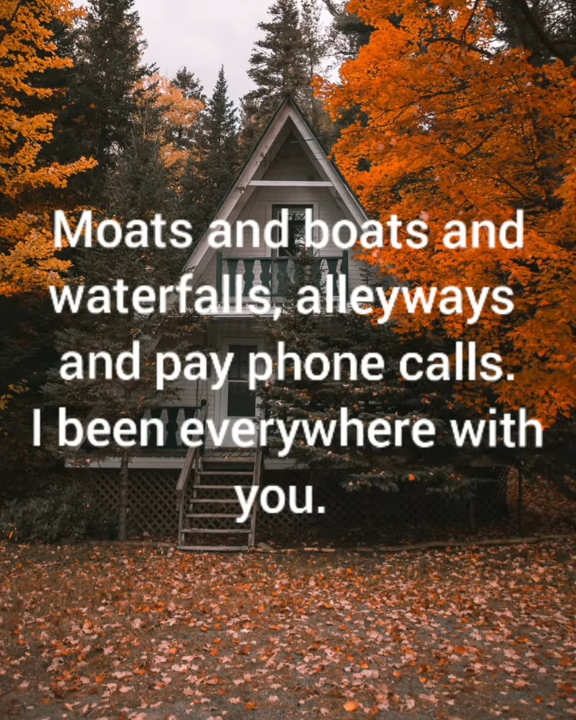 Moats and boats and
waterfalls, alleyways
and pay phone calls.
I been everywhere with
you.